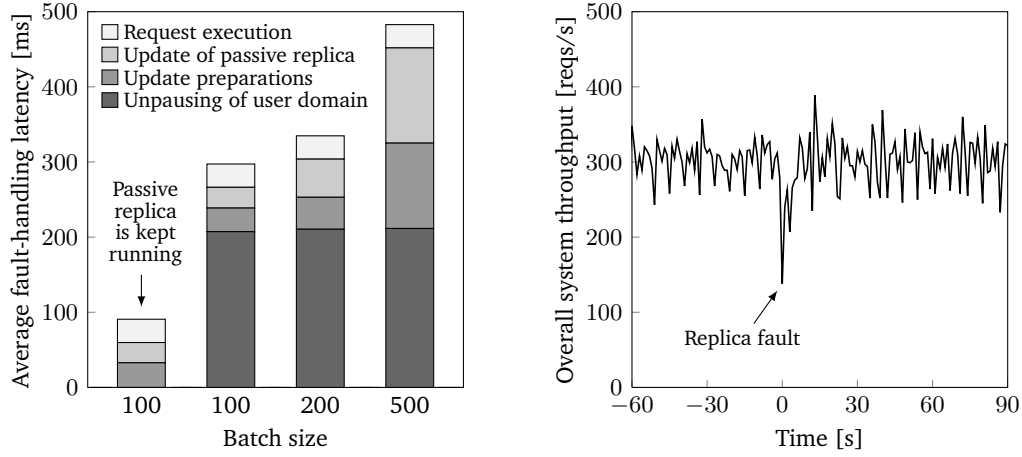 Average fault-handling latency [ms]
500
400
300
200
100
0
Request execution
Update of passive replica
Update preparations
Unpausing of user domain
Passive
replica
is kept
running
100
100
200
500
Batch size
Overall system throughput [reqs/s]
500
400
300
200
100
0
Replica fault
−60
−30
0
30
60
90
Time [s]